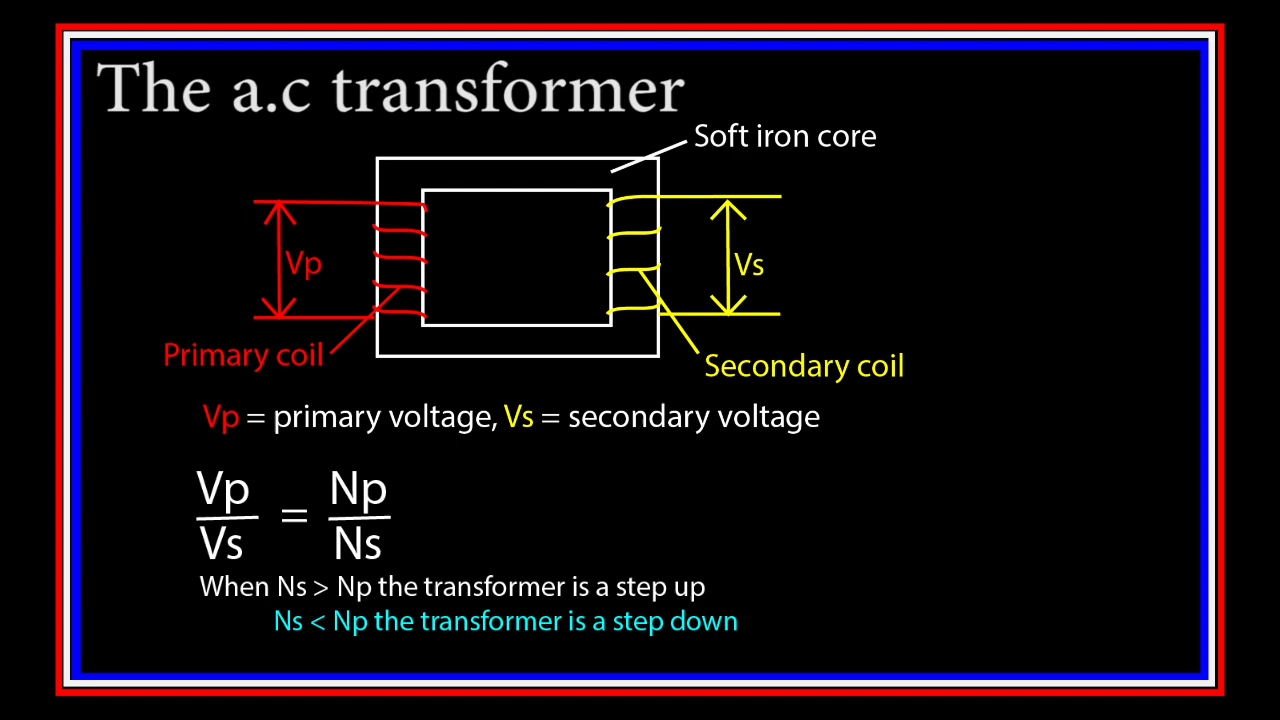 The a.c transformer
Soft iron core
Vp
Vs
Primary coil
Secondary coil
Vp = primary voltage, Vs = secondary voltage
Vp = Np
Vs Ns
When Ns > Np the transformer is a step up
Ns < Np the transformer is a step down